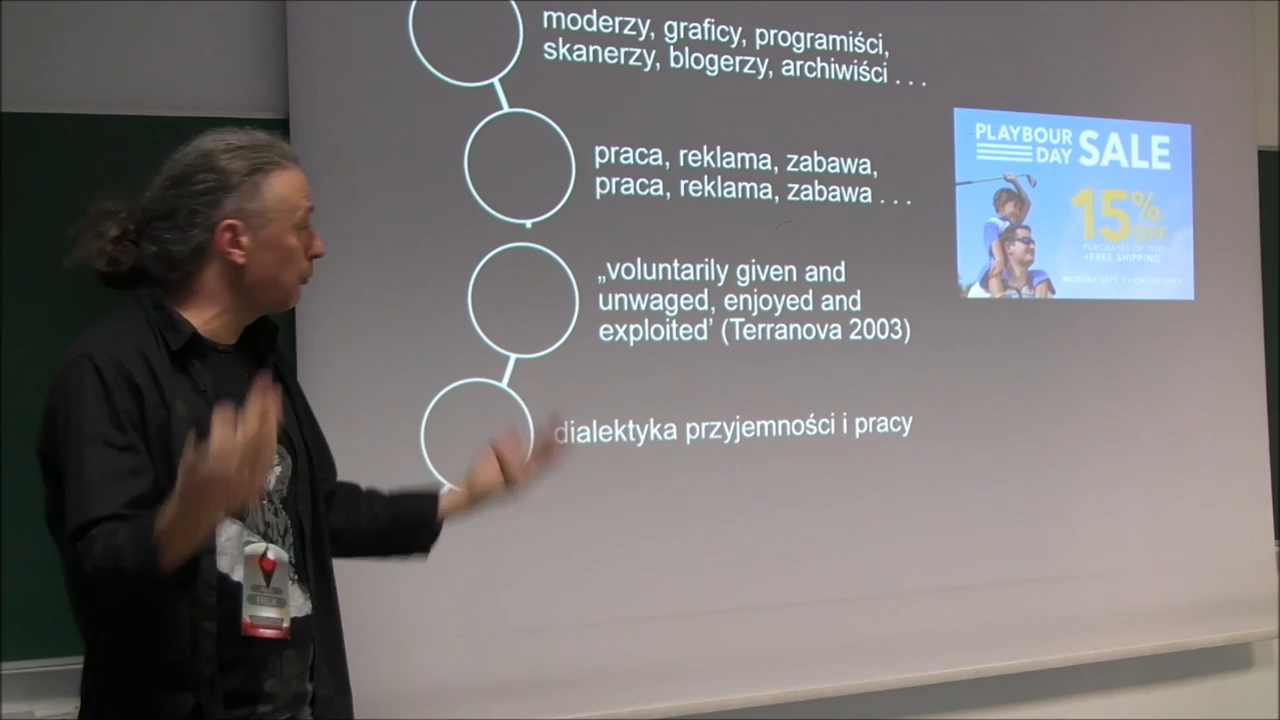 moderzy, graficy, programiści,
skanerzy, blogerzy, archiwiści . . .
praca, reklama, zabawa,
praca, reklama, zabawa . . .
„voluntarily given and
unwaged, enjoyed and
exploited’ (Terranova 2003)
dialektyka przyjemności i pracy
PLAYBOUR
DAY
SALE
15%
OFF
+FREE SHIPPING